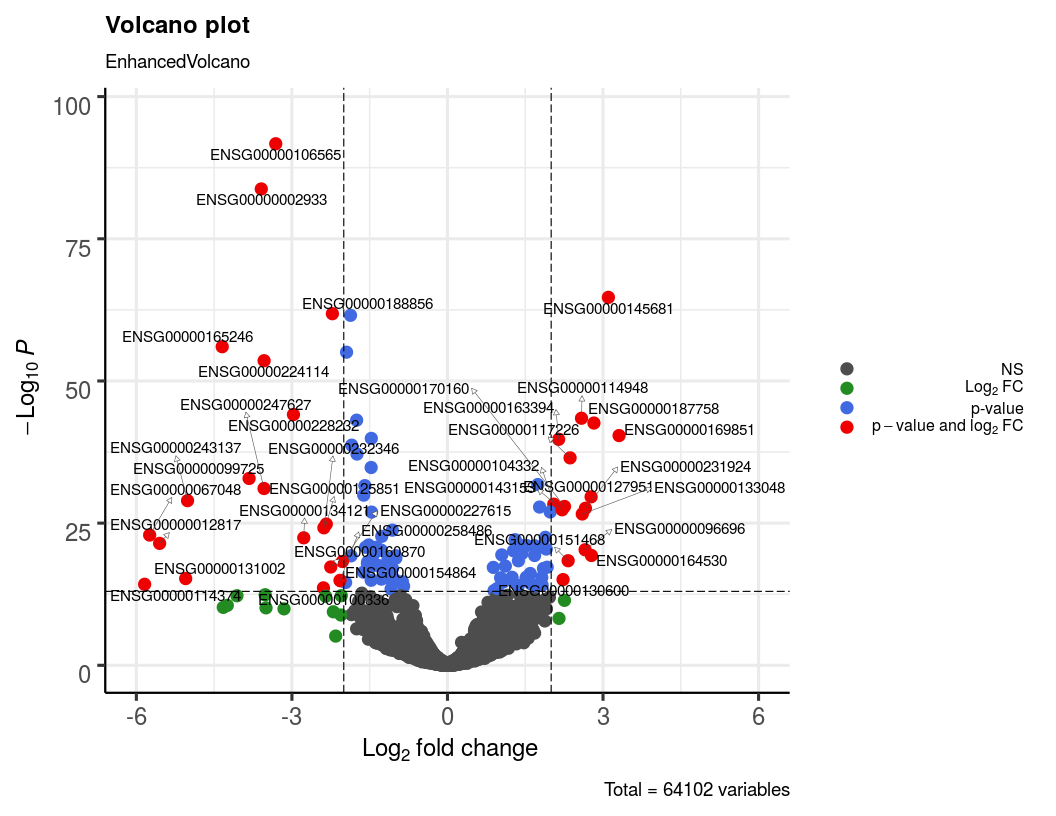 Volcano plot
EnhancedVolcano
100
75
50
25
0
−Log10 P
ENSG00000106565
ENSG00000002933
ENSG00000188856
ENSG00000145681
ENSG00000165246
ENSG00000224114
ENSG00000170160
ENSG00000114948
ENSG00000247627
ENSG00000163394
ENSG00000187758
ENSG00000228232
ENSG00000117226
ENSG00000169851
ENSG00000243137
ENSG00000232346
ENSG00000099725
ENSG00000104332
ENSG00000231924
ENSG00000067048
ENSG00000125851
ENSG00000143153
ENSG00000127951
ENSG00000133048
ENSG00000134121
ENSG00000227615
ENSG00000012817
ENSG00000258486
ENSG00000151468
ENSG00000096696
ENSG00000160870
ENSG00000164530
ENSG00000131002
ENSG00000154864
ENSG00000114374
ENSG00000100336
ENSG00000130600
-6
-3
0
3
6
Log2 fold change
NS
Log2 FC
p-value
p − value and log2 FC
Total = 64102 variables